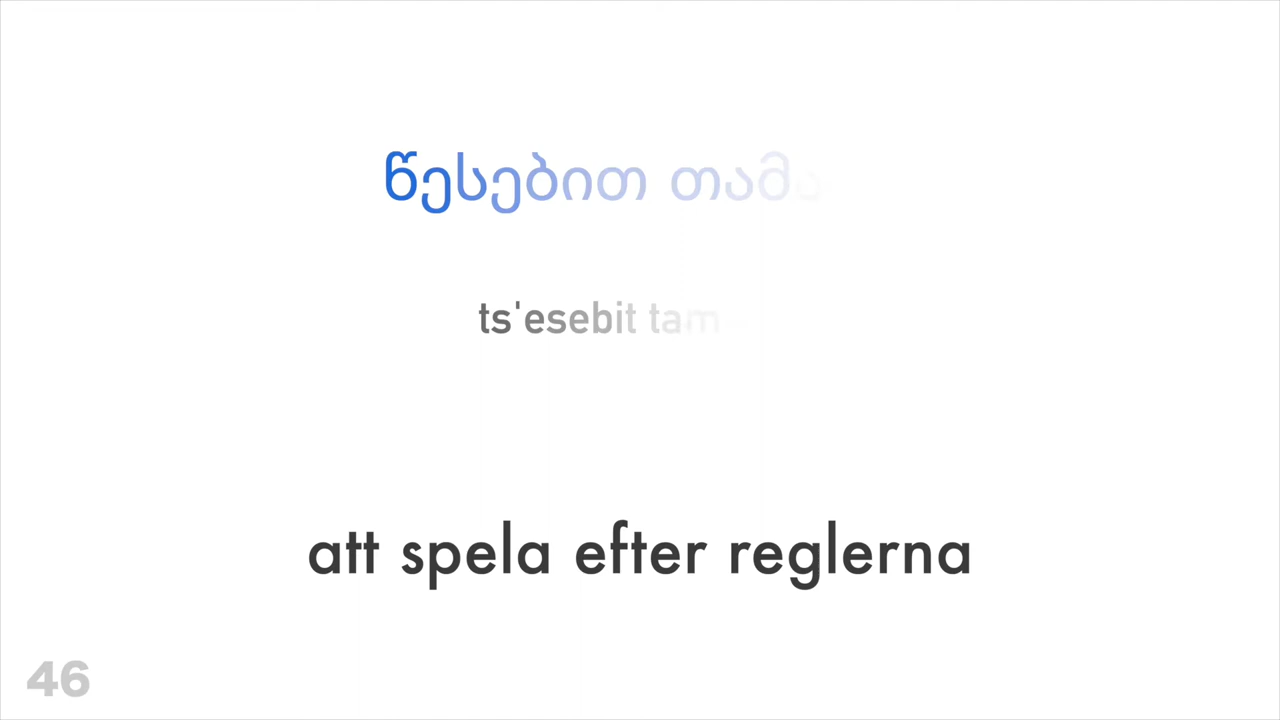 წესებით
ts'esebit
att spela efter reglerna
46